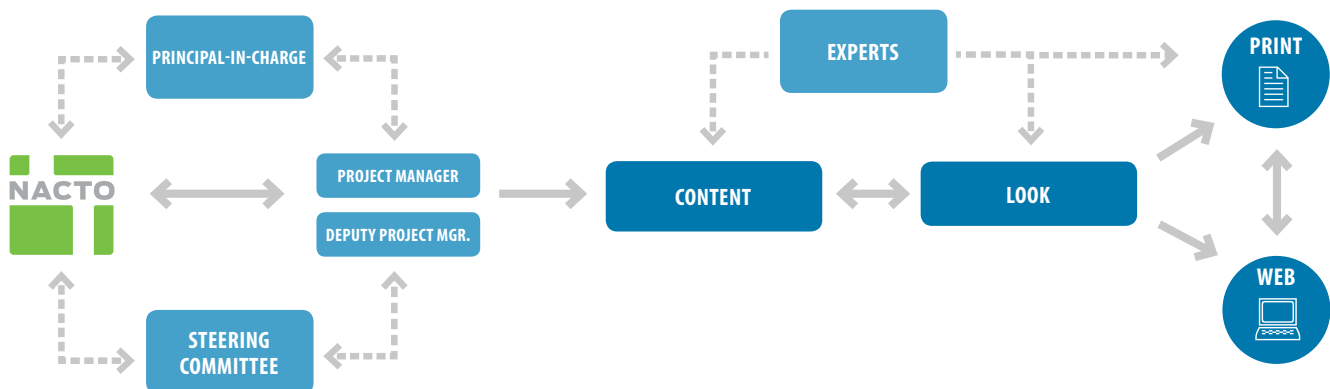 PRINCIPAL-IN-CHARGE
EXPERTS
PRINT
NACTO
PROJECT MANAGER
DEPUTY PROJECT MGR.
CONTENT
LOOK
WEB
STEERING
COMMITTEE